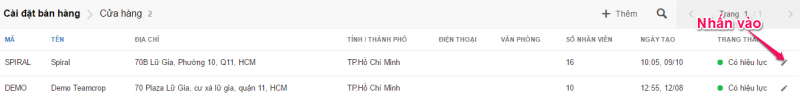 Cài đặt bán hàng Cửa hàng 2 + Thêm Trang 1 / 1
Nhấn vào
MÃ TÊN ĐỊA CHỈ TỈNH / THÀNH PHỐ ĐIỆN THOẠI VĂN PHÒNG SỐ NHÂN VIÊN NGÀY TẠO TRẠNG THÁI
SPIRAL Spiral 70B Lữ Gia, Phường 10, Q11, HCM TP.Hồ Chí Minh 16 10:05, 09/10 Có hiệu lực
DEMO Demo Teamcrop 70 Plaza Lữ Gia, cư xá lữ gia, quận 11, HCM TP.Hồ Chí Minh 10 12:55, 12/08 Có hiệu lực